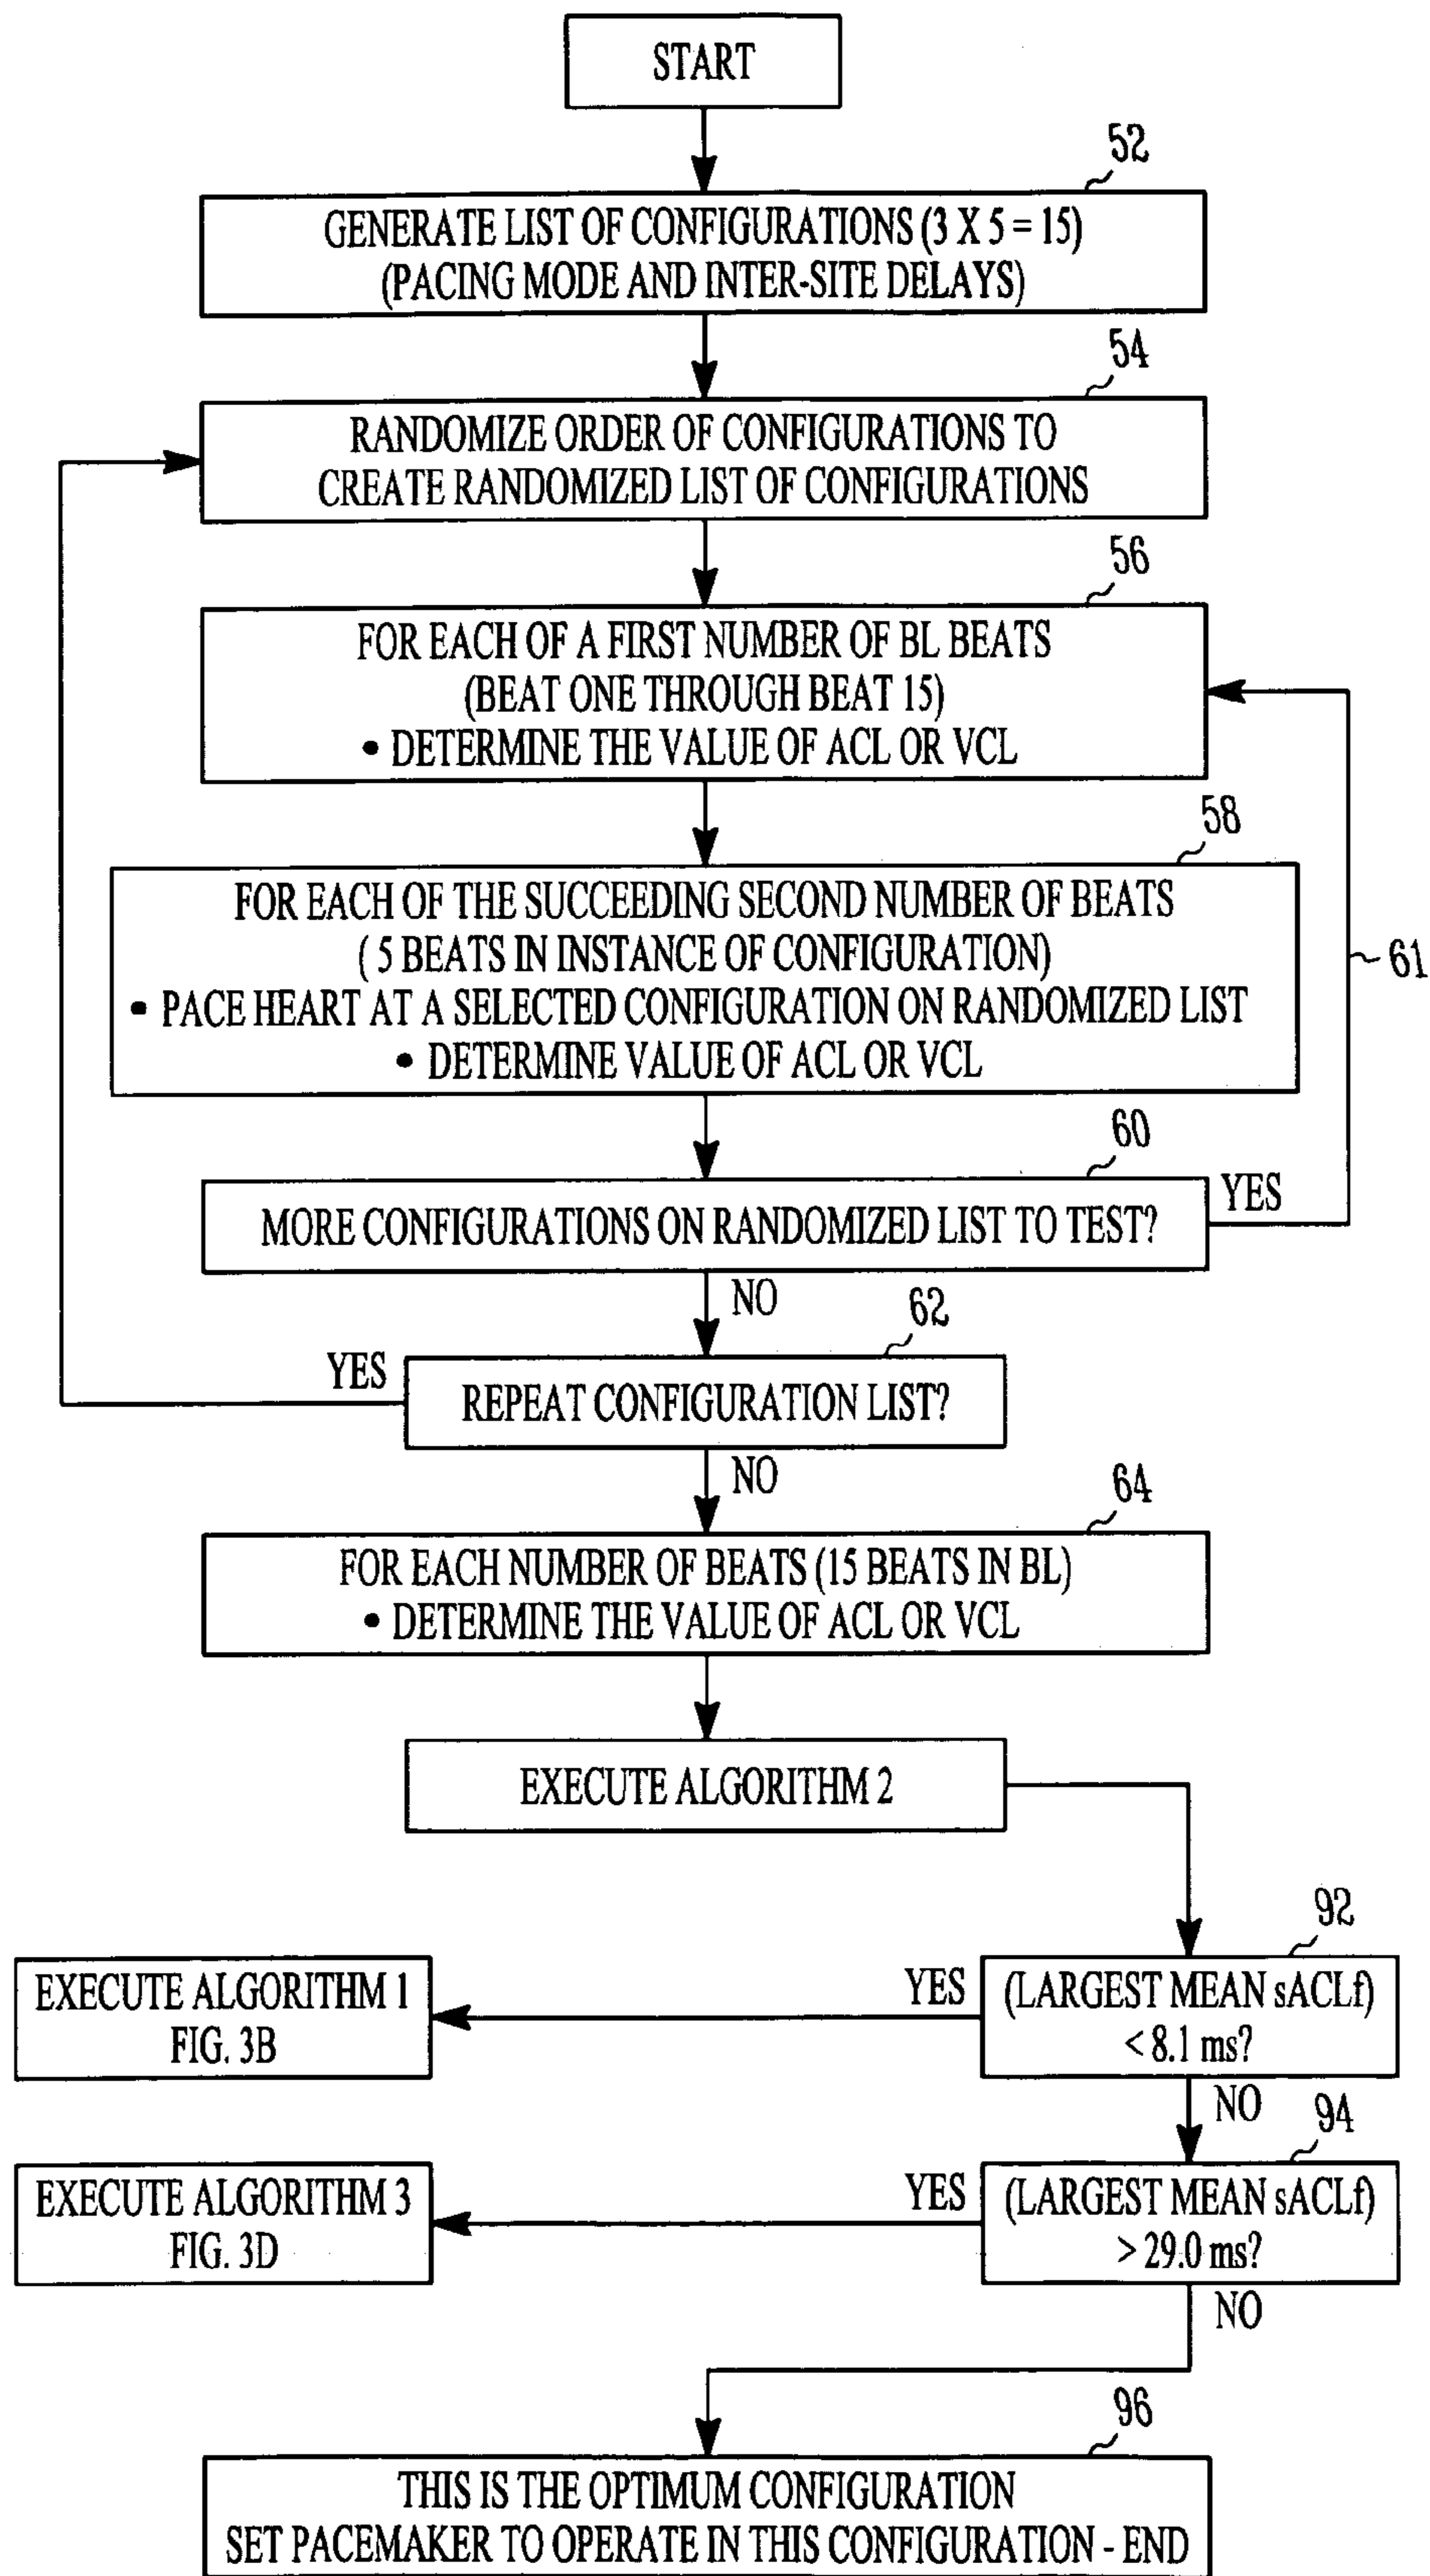 START
52
GENERATE LIST OF CONFIGURATIONS (3 X 5 = 15)
(PACING MODE AND INTER-SITE DELAYS)
54
RANDOMIZE ORDER OF CONFIGURATIONS TO
CREATE RANDOMIZED LIST OF CONFIGURATIONS
56
FOR EACH OF A FIRST NUMBER OF BL BEATS
(BEAT ONE THROUGH BEAT 15)
• DETERMINE THE VALUE OF ACL OR VCL
58
FOR EACH OF THE SUCCEEDING SECOND NUMBER OF BEATS
( 5 BEATS IN INSTANCE OF CONFIGURATION)
• PACE HEART AT A SELECTED CONFIGURATION ON RANDOMIZED LIST
• DETERMINE VALUE OF ACL OR VCL
61
60
MORE CONFIGURATIONS ON RANDOMIZED LIST TO TEST?
YES
NO
62
YES
REPEAT CONFIGURATION LIST?
NO
64
FOR EACH NUMBER OF BEATS (15 BEATS IN BL)
• DETERMINE THE VALUE OF ACL OR VCL
EXECUTE ALGORITHM 2
92
EXECUTE ALGORITHM 1
FIG. 3B
YES
(LARGEST MEAN sACLf)
< 8.1 ms?
NO
94
EXECUTE ALGORITHM 3
FIG. 3D
YES
(LARGEST MEAN sACLf)
> 29.0 ms?
NO
96
THIS IS THE OPTIMUM CONFIGURATION
SET PACEMAKER TO OPERATE IN THIS CONFIGURATION - END